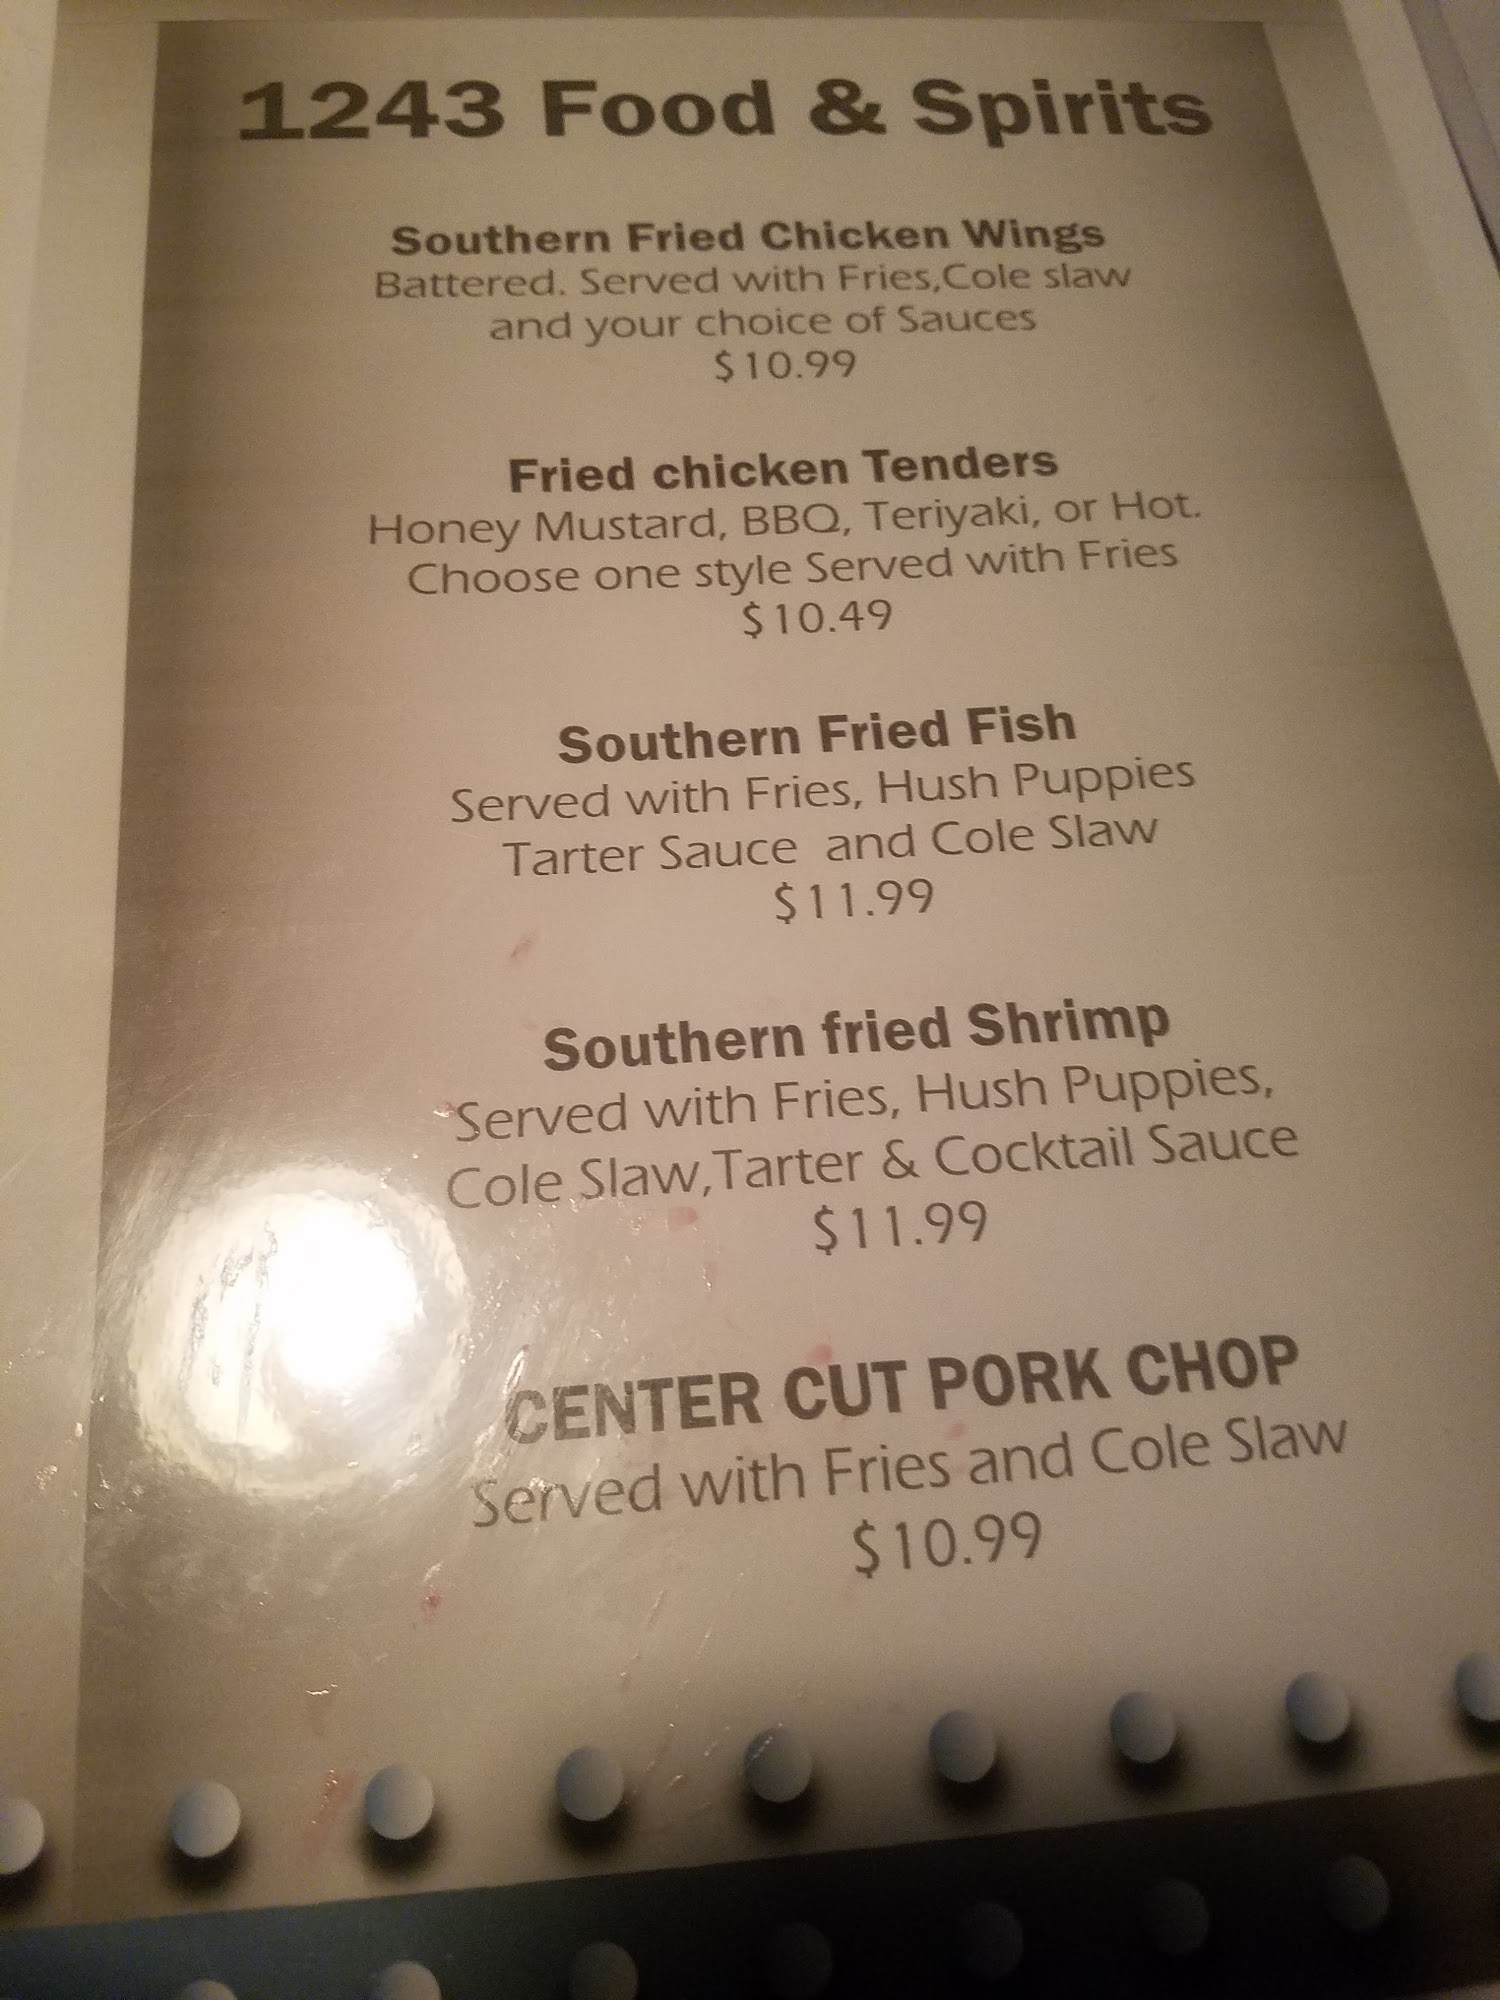 1243 Food & Spirits
Southern Fried Chicken Wings
Battered. Served with Fries,Cole slaw
and your choice of Sauces
$10.99
Fried chicken Tenders
Honey Mustard, BBQ, Teriyaki, or Hot.
Choose one style Served with Fries
$10.49
Southern Fried Fish
Served with Fries, Hush Puppies
Tarter Sauce and Cole Slaw
$11.99
Southern fried Shrimp
Served with Fries, Hush Puppies,
Cole Slaw,Tarter & Cocktail Sauce
$11.99
CENTER CUT PORK CHOP
Served with Fries and Cole Slaw
$10.99